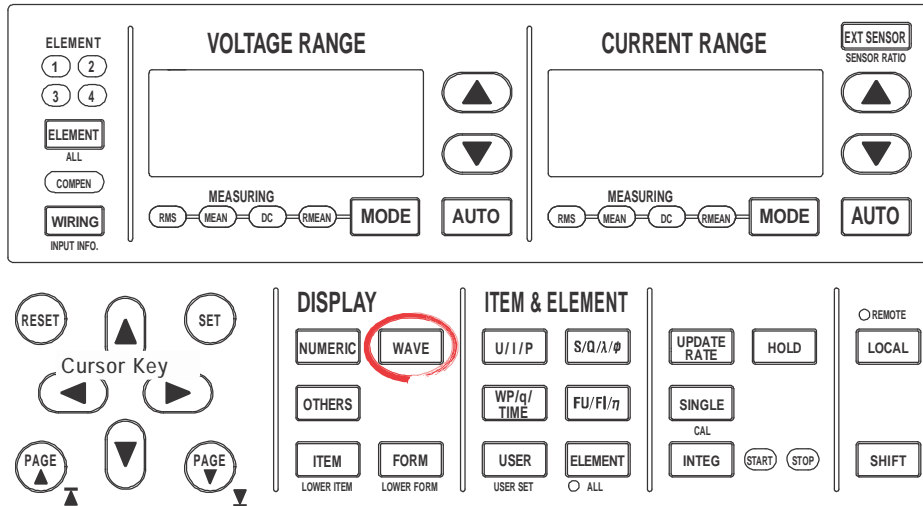 ELEMENT
VOLTAGE RANGE
CURRENT RANGE
EXT SENSOR
SENSOR RATIO
1 2
3 4
ELEMENT
ALL
COMPEN
WIRING
INPUT INFO.
MEASURING
RMS MEAN DC RMEAN MODE AUTO
MEASURING
RMS MEAN DC RMEAN MODE AUTO
RESET SET
Cursor Key
PAGE PAGE
DISPLAY
NUMERIC WAVE
OTHERS
ITEM FORM
LOWER ITEM LOWER FORM
ITEM & ELEMENT
U/I/P S/Q/λ/ϕ
WP/q/
TIME
FU/FI/η
USER ELEMENT
USER SET ALL
UPDATE
RATE
HOLD
SINGLE
CAL
INTEG START STOP
REMOTE
LOCAL
SHIFT